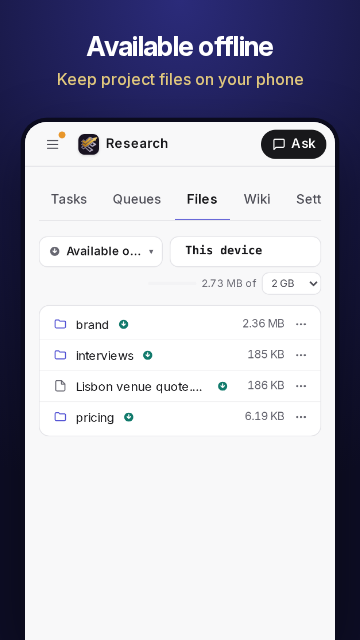 Available offline
Keep project files on your phone
Research
Ask
Tasks Queues Files Wiki Sett
Available o... This device
2.73 MB of 2 GB
brand 2.36 MB
interviews 185 KB
Lisbon venue quote.... 186 KB
pricing 6.19 KB